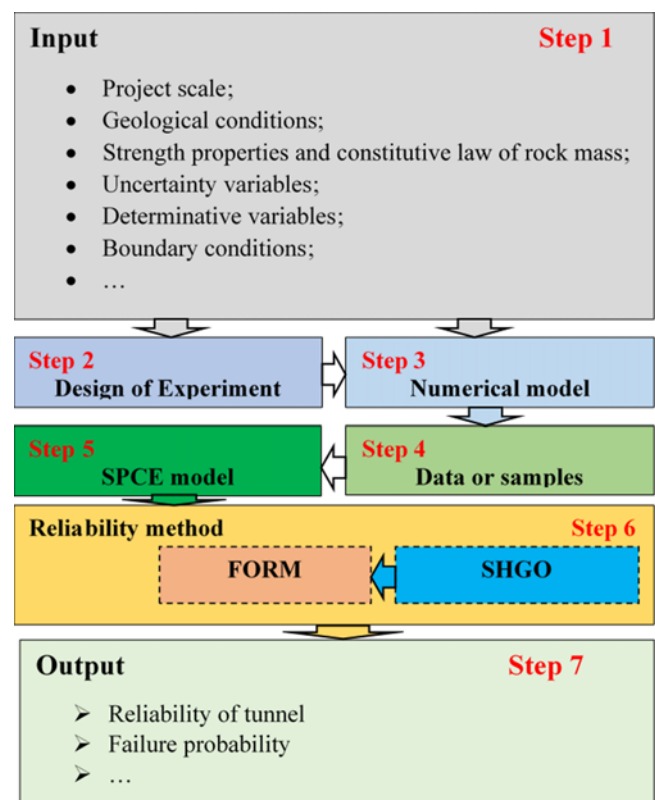 Input Step 1
• Project scale;
• Geological conditions;
• Strength properties and constitutive law of rock mass;
• Uncertainty variables;
• Determinative variables;
• Boundary conditions;
• …
Step 2
Design of Experiment
Step 3
Numerical model
Step 4
Data or samples
Step 5
SPCE model
Reliability method Step 6
FORM SHGO
Output Step 7
➢ Reliability of tunnel
➢ Failure probability
➢ …